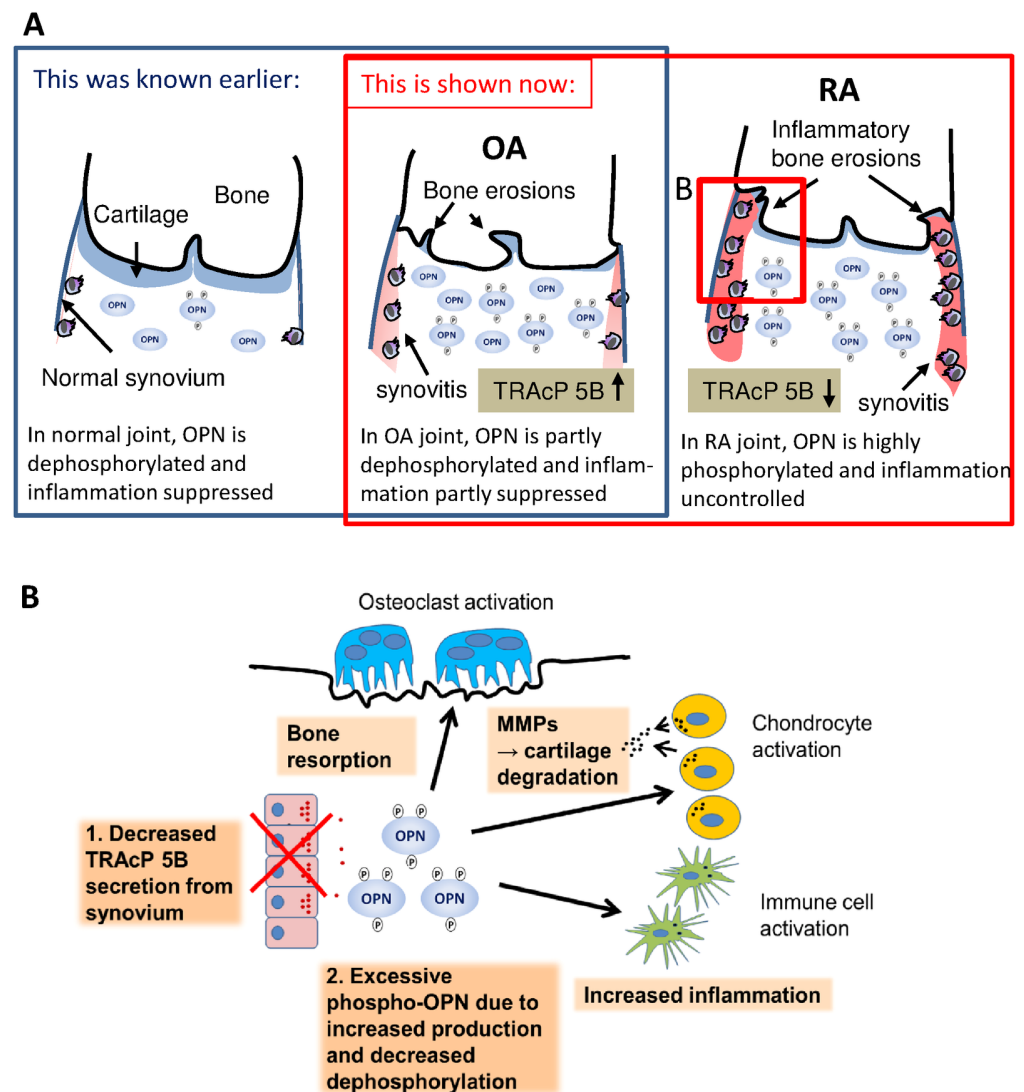 A
This was known earlier:
This is shown now:
RA
OA
Inflammatory
bone erosions
Bone erosions
B
Bone
Cartilage
OPN
P P
OPN
P
OPN
OPN
Normal synovium
OPN
P P
OPN
P
OPN
P P
OPN
P
P P
OPN
P
OPN
P P
OPN
P
OPN
P P
OPN
P
synovitis
TRAcP 5B
P P
OPN
P
P P
OPN
P
P P
OPN
P
P P
OPN
P
P P
OPN
P
TRAcP 5B
synovitis
In normal joint, OPN is
dephosphorylated and
inflammation suppressed
In OA joint, OPN is partly
dephosphorylated and inflam-
mation partly suppressed
In RA joint, OPN is highly
phosphorylated and inflammation
uncontrolled
B
Osteoclast activation
Bone
resorption
MMPs
→ cartilage
degradation
Chondrocyte
activation
1. Decreased
TRAcP 5B
secretion from
synovium
P P
OPN
P
P P
OPN
P
P P
OPN
P
Immune cell
activation
2. Excessive
phospho-OPN due to
increased production
and decreased
dephosphorylation
Increased inflammation